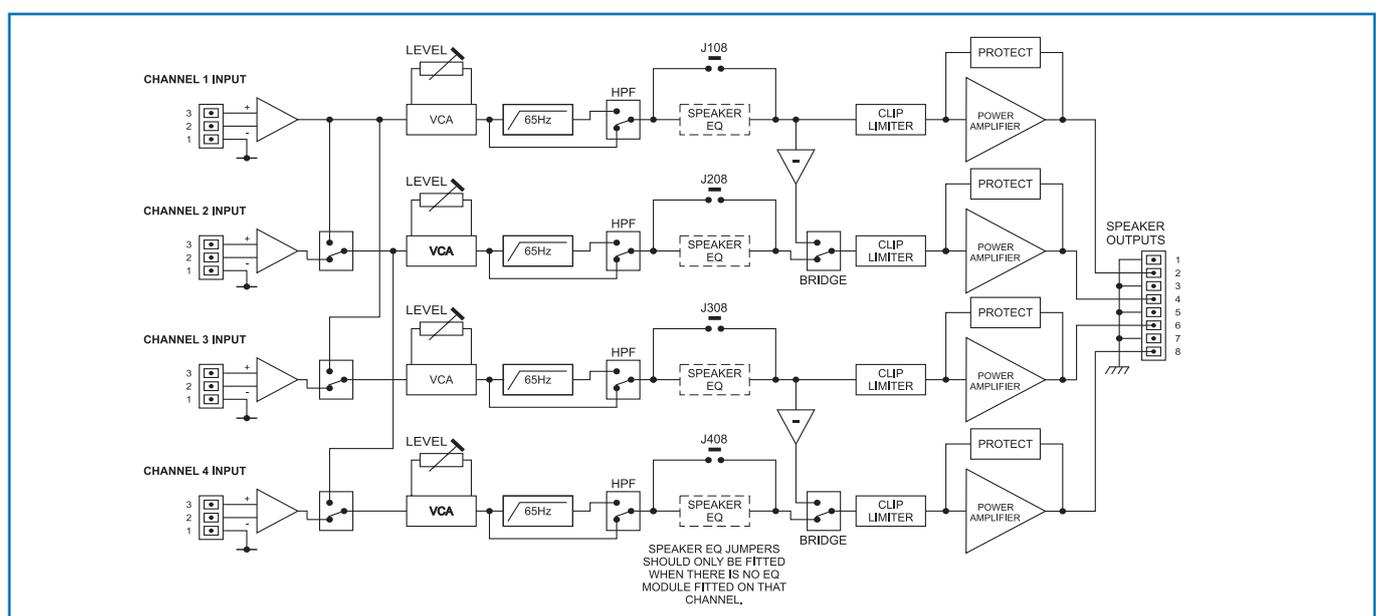 J108
LEVEL
PROTECT
CHANNEL 1 INPUT
HPF
3
2
1
+
-
VCA
65Hz
SPEAKER
EQ
CLIP
LIMITER
POWER
AMPLIFIER
-
LEVEL
J208
PROTECT
CHANNEL 2 INPUT
HPF
3
2
1
+
-
VCA
65Hz
SPEAKER
EQ
BRIDGE
CLIP
LIMITER
POWER
AMPLIFIER
SPEAKER
OUTPUTS
1
2
3
4
5
6
7
8
LEVEL
J308
PROTECT
CHANNEL 3 INPUT
HPF
3
2
1
+
-
VCA
65Hz
SPEAKER
EQ
CLIP
LIMITER
POWER
AMPLIFIER
-
LEVEL
J408
PROTECT
CHANNEL 4 INPUT
HPF
3
2
1
+
-
VCA
65Hz
SPEAKER
EQ
BRIDGE
CLIP
LIMITER
POWER
AMPLIFIER
SPEAKER EQ JUMPERS
SHOULD ONLY BE FITTED
WHEN THERE IS NO EQ
MODULE FITTED ON THAT
CHANNEL.